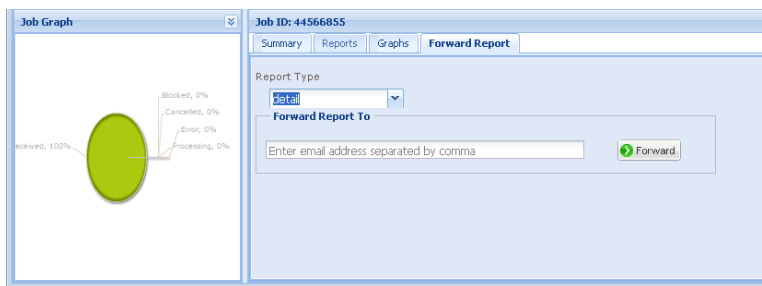 Job Graph
Blocked, 0%
Cancelled, 0%
Error, 0%
eceived, 100%
Processing, 0%
Job ID: 44566855
Summary Reports Graphs Forward Report
Report Type
detail
Forward Report To
Enter email address separated by comma
Forward